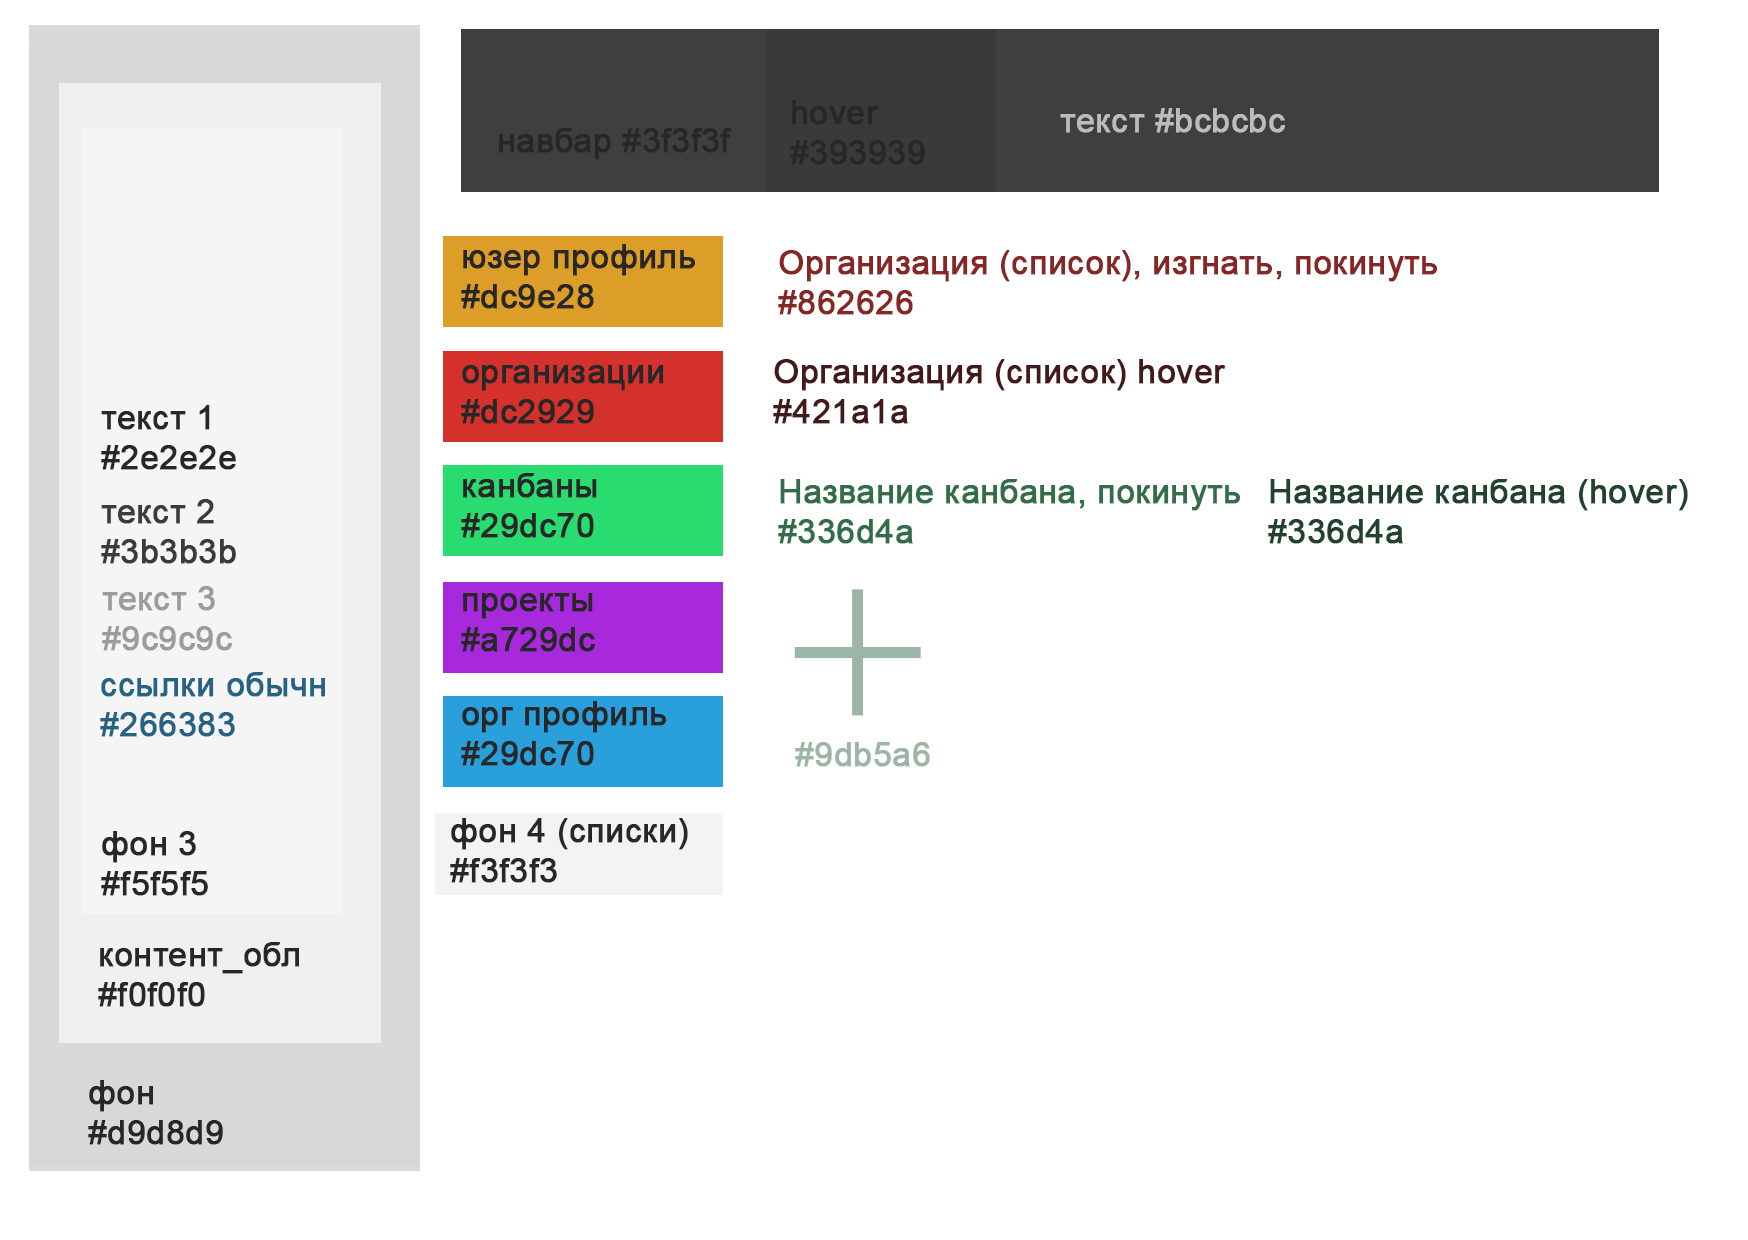 навбар #3f3f3f
hover
#393939
текст #bcbcbc
юзер профиль
#dc9e28
Организация (список), изгнать, покинуть
#862626
организации
#dc2929
Организация (список) hover
#421a1a
канбаны
#29dc70
Название канбана, покинуть
#336d4a
Название канбана (hover)
#336d4a
проекты
#a729dc
орг профиль
#29dc70
#9db5a6
фон 4 (списки)
#f3f3f3
текст 1
#2e2e2e
текст 2
#3b3b3b
текст 3
#9c9c9c
ссылки обычн
#266383
фон 3
#f5f5f5
контент_обл
#f0f0f0
фон
#d9d8d9